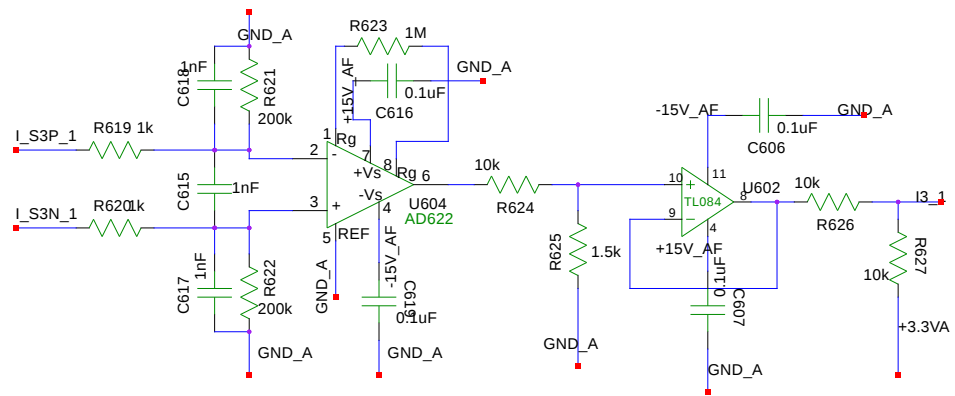 GND_A
1nF
C618
R621
200k
I_S3P_1
R619 1k
C615
1nF
I_S3N_1
R620
1k
1nF
C617
R622
200k
GND_A
R623
1M
+15V_AF
C616
0.1uF
GND_A
1
Rg
2
-
7
+Vs
8
Rg
6
-Vs
3
+
4
5
REF
U604
AD622
GND_A
-15V_AF
C619
0.1uF
GND_A
10k
R624
R625
1.5k
GND_A
-15V_AF
C606
0.1uF
GND_A
10
+
11
TL084
U602
8
9
-
4
+15V_AF
0.1uF
C607
GND_A
10k
R626
I3_1
R627
10k
+3.3VA